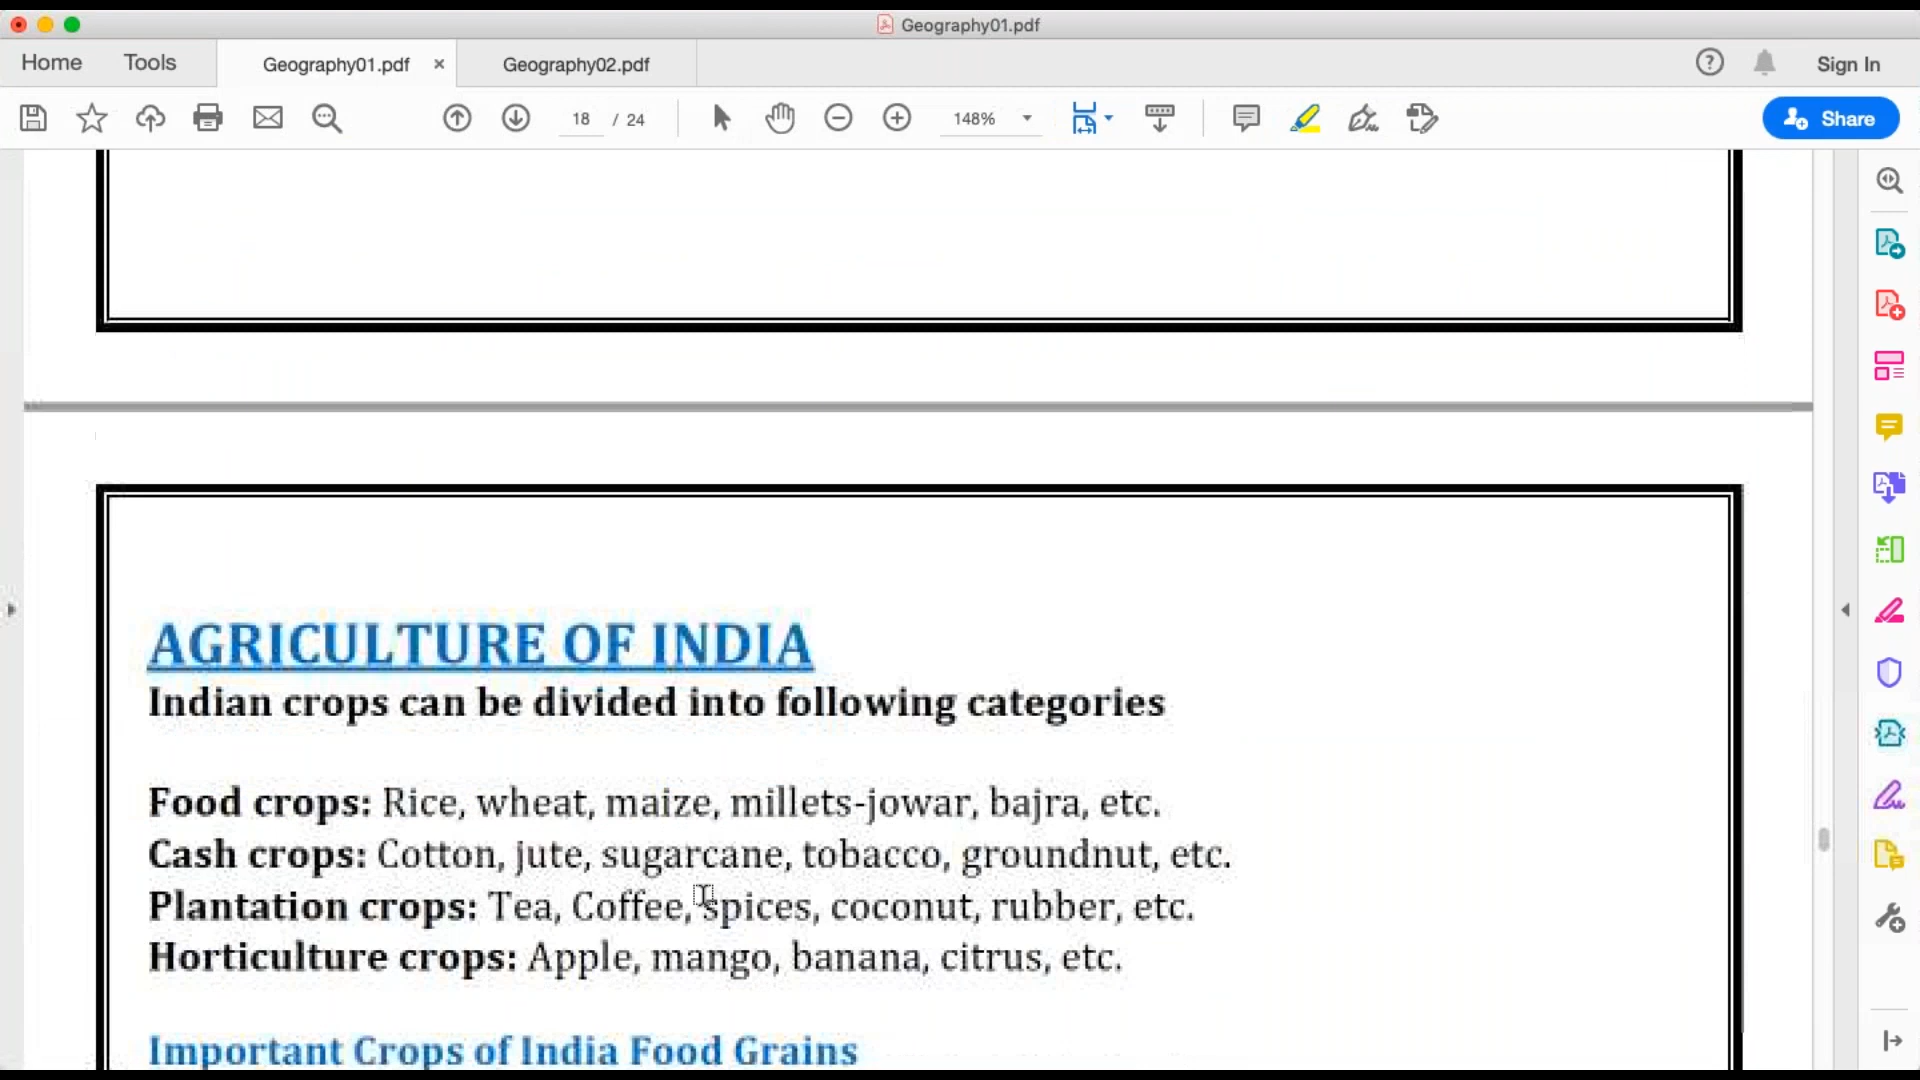 Geography01.pdf
Home Tools Geography01.pdf × Geography02.pdf Sign In
18 / 24 148% Share
AGRICULTURE OF INDIA
Indian crops can be divided into following categories
Food crops: Rice, wheat, maize, millets-jowar, bajra, etc.
Cash crops: Cotton, jute, sugarcane, tobacco, groundnut, etc.
Plantation crops: Tea, Coffee, spices, coconut, rubber, etc.
Horticulture crops: Apple, mango, banana, citrus, etc.
Important Crops of India Food Grains